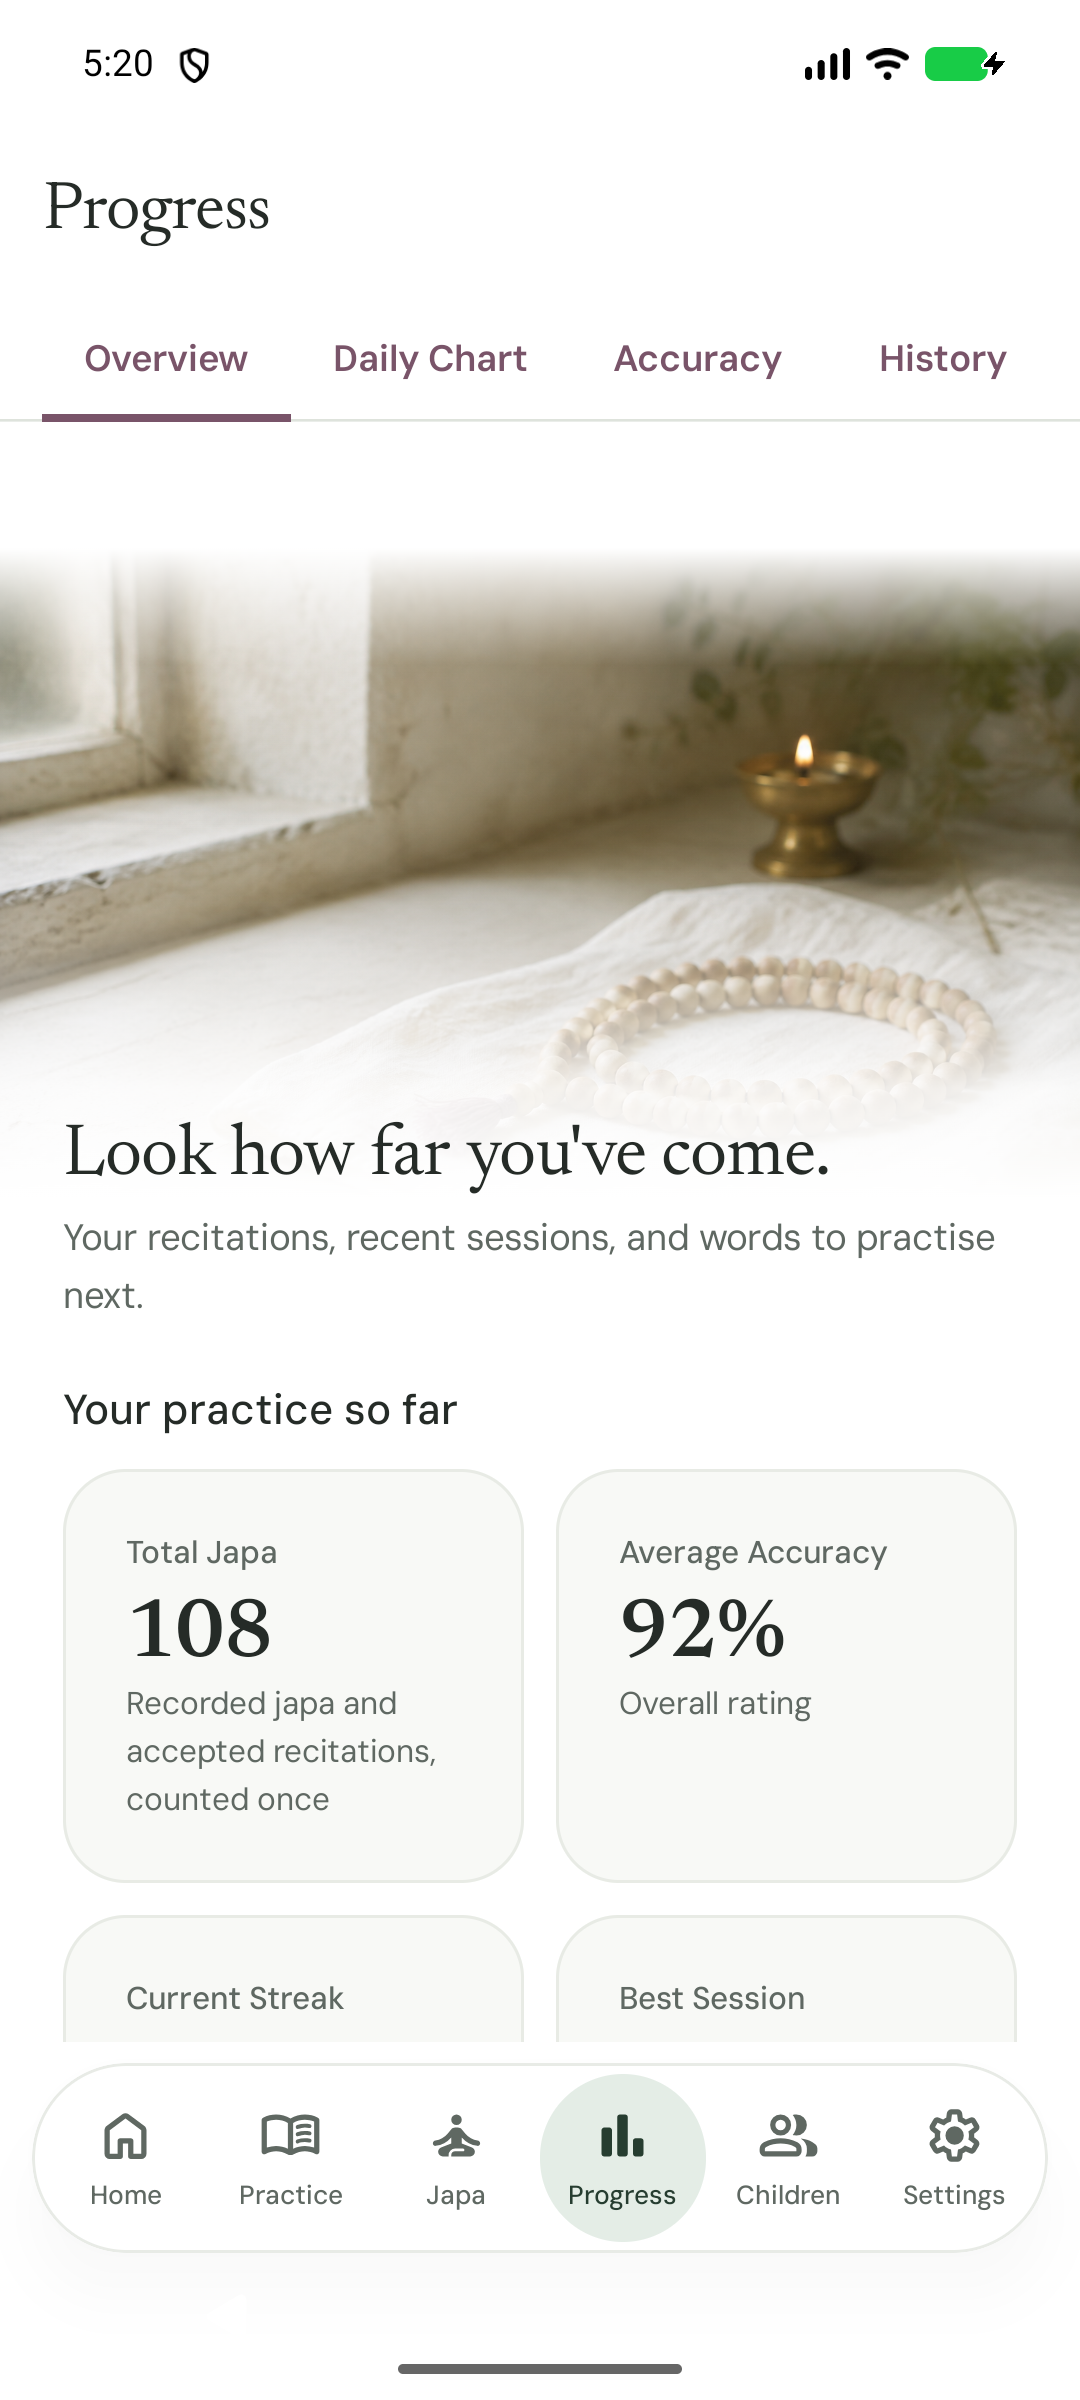 5:20
Progress
Overview
Daily Chart
Accuracy
History
Look how far you've come.
Your recitations, recent sessions, and words to practise
next.
Your practice so far
Total Japa
108
Recorded japa and
accepted recitations,
counted once
Average Accuracy
92%
Overall rating
Current Streak
Best Session
Home
Practice
Japa
Progress
Children
Settings